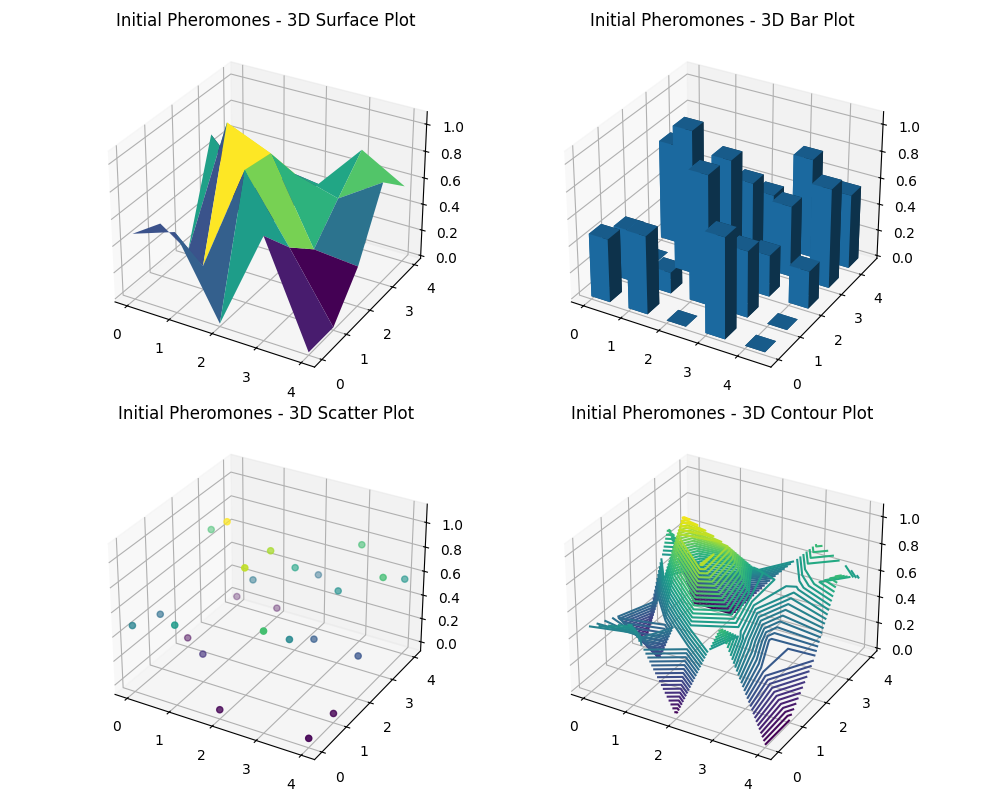 Initial Pheromones - 3D Surface Plot
1.0
0.8
0.6
0.4
0.2
0.0
0 1 2 3 4
0 1 2 3 4
Initial Pheromones - 3D Bar Plot
1.0
0.8
0.6
0.4
0.2
0.0
0 1 2 3 4
0 1 2 3 4
Initial Pheromones - 3D Scatter Plot
1.0
0.8
0.6
0.4
0.2
0.0
0 1 2 3 4
0 1 2 3 4
Initial Pheromones - 3D Contour Plot
1.0
0.8
0.6
0.4
0.2
0.0
0 1 2 3 4
0 1 2 3 4